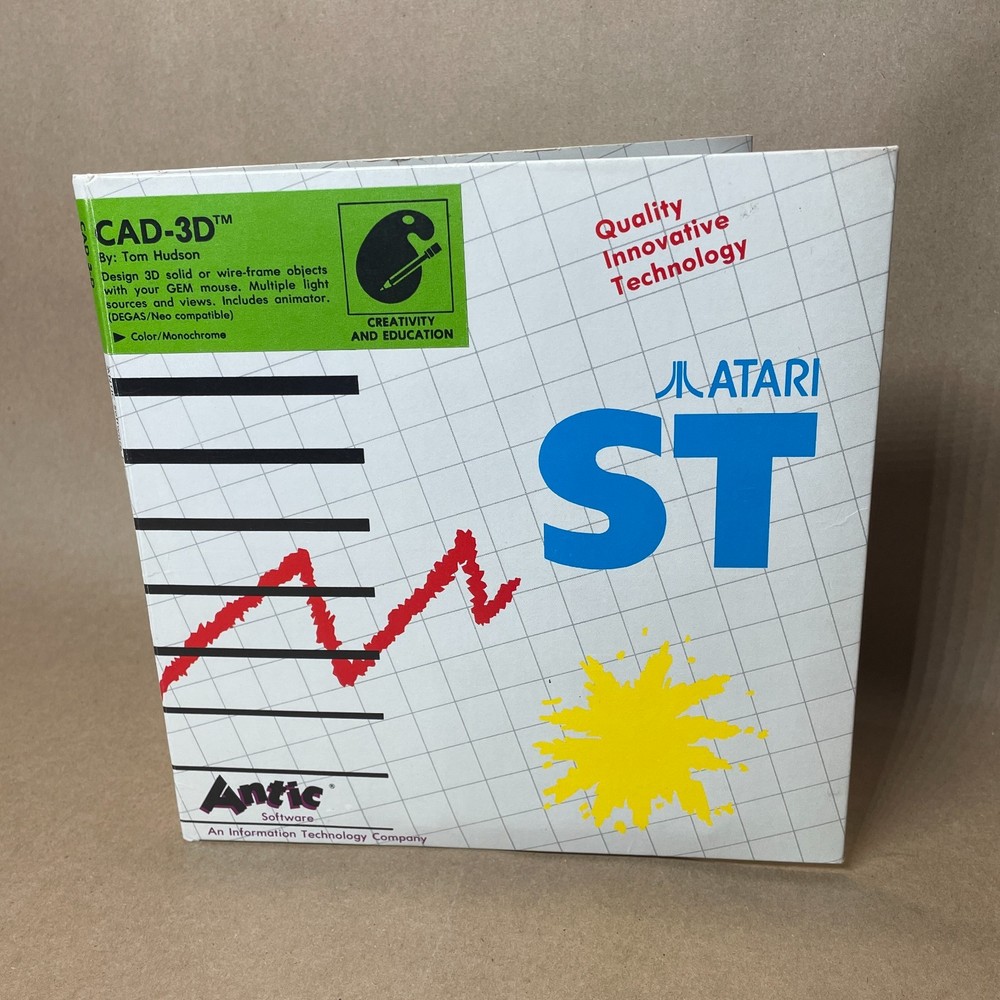 CAD-3D™
By: Tom Hudson
Design 3D solid or wire-frame objects
with your GEM mouse. Multiple light
sources and views. Includes animator.
(DEGAS/Neo compatible)
► Color/Monochrome
CREATIVITY
AND EDUCATION
Quality
Innovative
Technology
ATARI
ST
Antic®
Software
An Information Technology Company